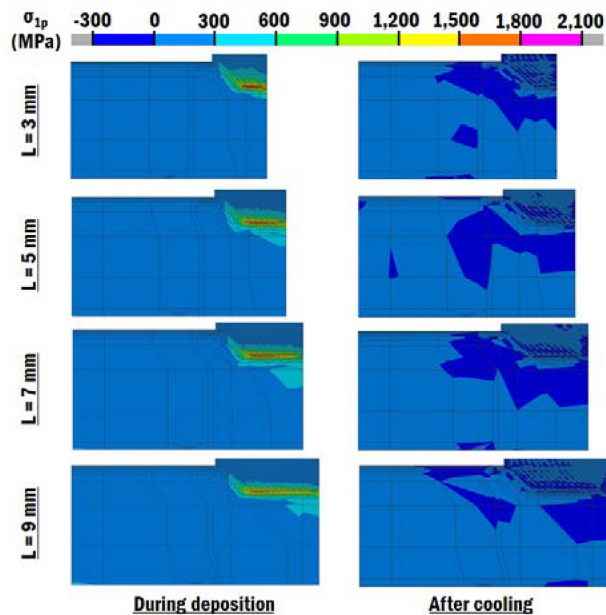 σ1p
(MPa)
-300 0 300 600 900 1,200 1,500 1,800 2,100
L = 3 mm
L = 5 mm
L = 7 mm
L = 9 mm
During deposition After cooling